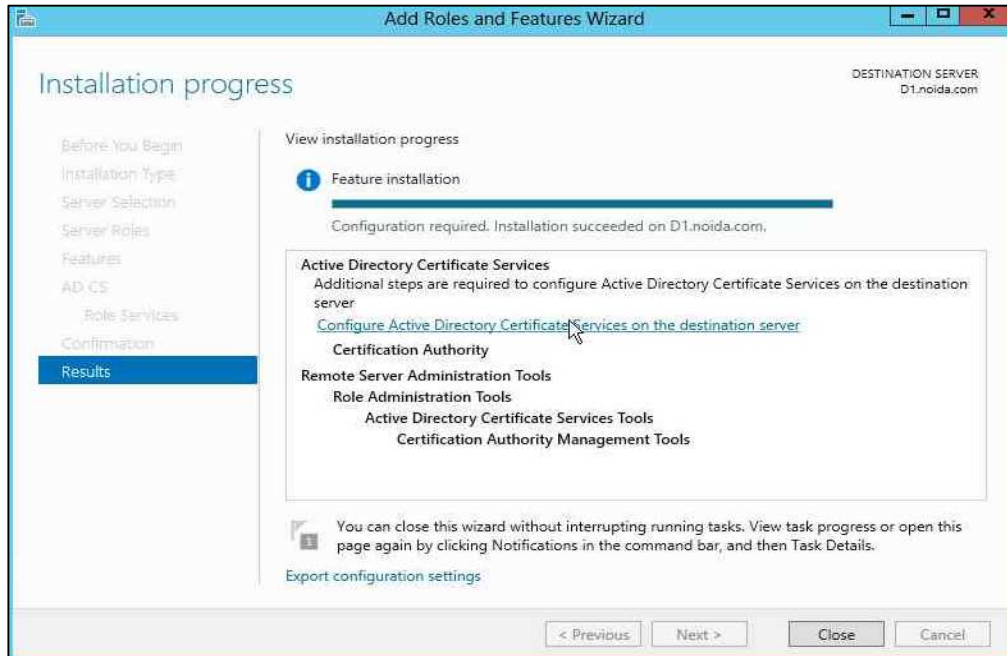 Add Roles and Features Wizard
Installation progress
DESTINATION SERVER
D1.noida.com
Before You Begin
Installation Type
Server Selection
Server Roles
Features
AD CS
Role Services
Confirmation
Results
View installation progress
Feature installation
Configuration required. Installation succeeded on D1.noida.com.
Active Directory Certificate Services
Additional steps are required to configure Active Directory Certificate Services on the destination
server
Configure Active Directory Certificate Services on the destination server
Certification Authority
Remote Server Administration Tools
Role Administration Tools
Active Directory Certificate Services Tools
Certification Authority Management Tools
You can close this wizard without interrupting running tasks. View task progress or open this
page again by clicking Notifications in the command bar, and then Task Details.
Export configuration settings
< Previous
Next >
Close
Cancel